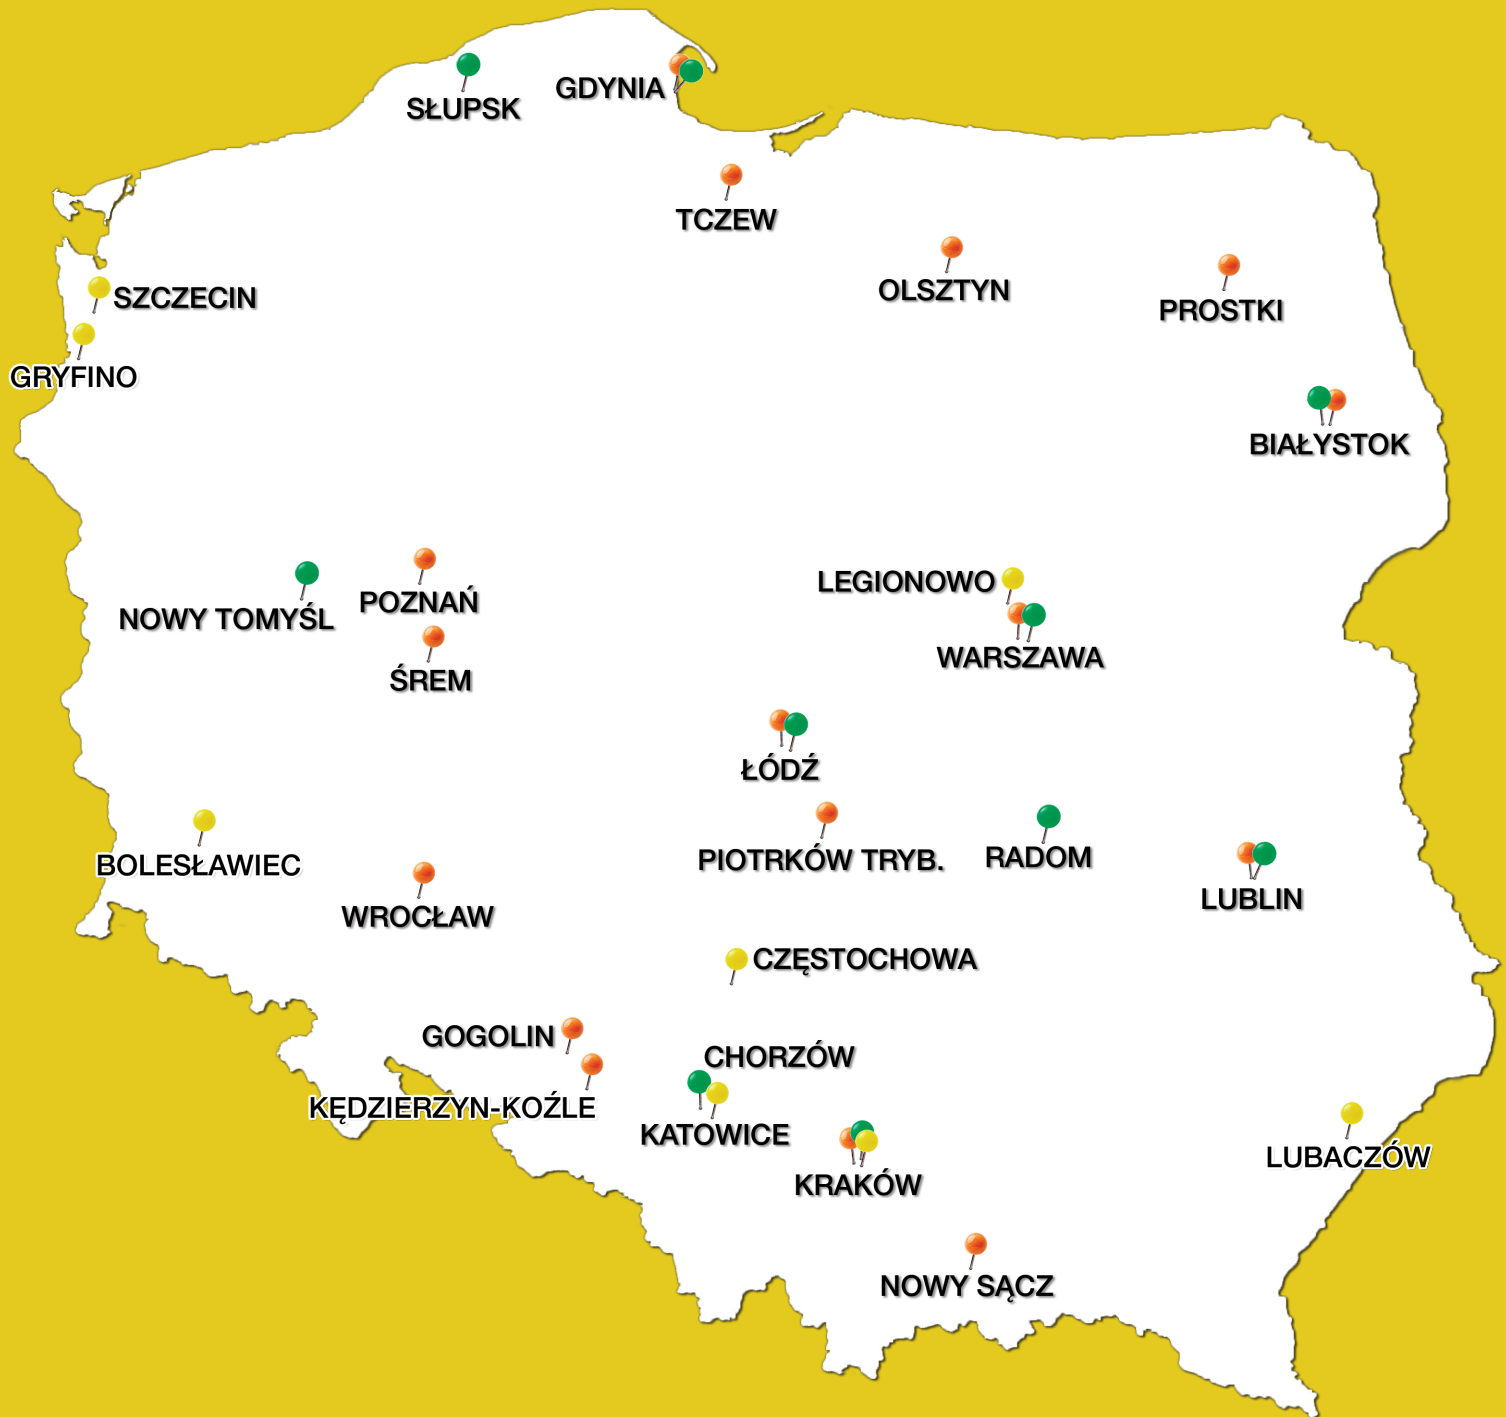 SŁUPSK
GDYNIA
TCZEW
OLSZTYN
PROSTKI
SZCZECIN
GRYFINO
BIAŁYSTOK
NOWY TOMYŚL
POZNAŃ
ŚREM
LEGIONOWO
WARSZAWA
ŁÓDŹ
BOLESŁAWIEC
WROCŁAW
PIOTRKÓW TRYB.
RADOM
LUBLIN
CZĘSTOCHOWA
GOGOLIN
KĘDZIERZYN-KOŹLE
CHORZÓW
KATOWICE
KRAKÓW
LUBACZÓW
NOWY SĄCZ